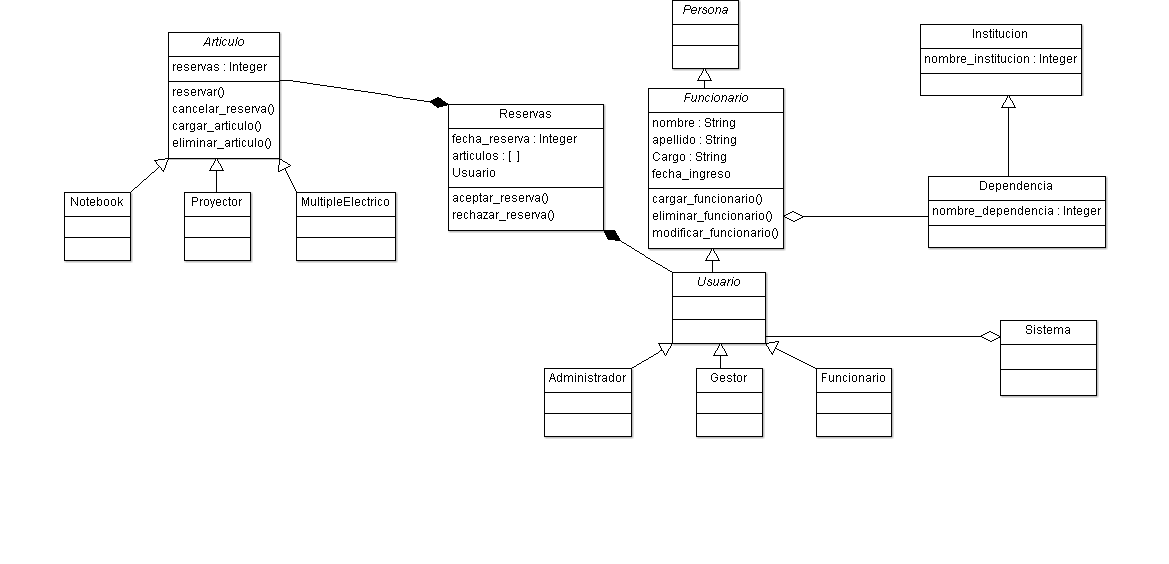 Persona
Articulo
reservas : Integer
reservar()
cancelar_reserva()
cargar_articulo()
eliminar_articulo()
Institucion
nombre_institucion : Integer
Funcionario
nombre : String
apellido : String
Cargo : String
fecha_ingreso
cargar_funcionario()
eliminar_funcionario()
modificar_funcionario()
Reservas
fecha_reserva : Integer
articulos : [ ]
Usuario
aceptar_reserva()
rechazar_reserva()
Dependencia
nombre_dependencia : Integer
Notebook
Proyector
MultipleElectrico
Usuario
Sistema
Administrador
Gestor
Funcionario